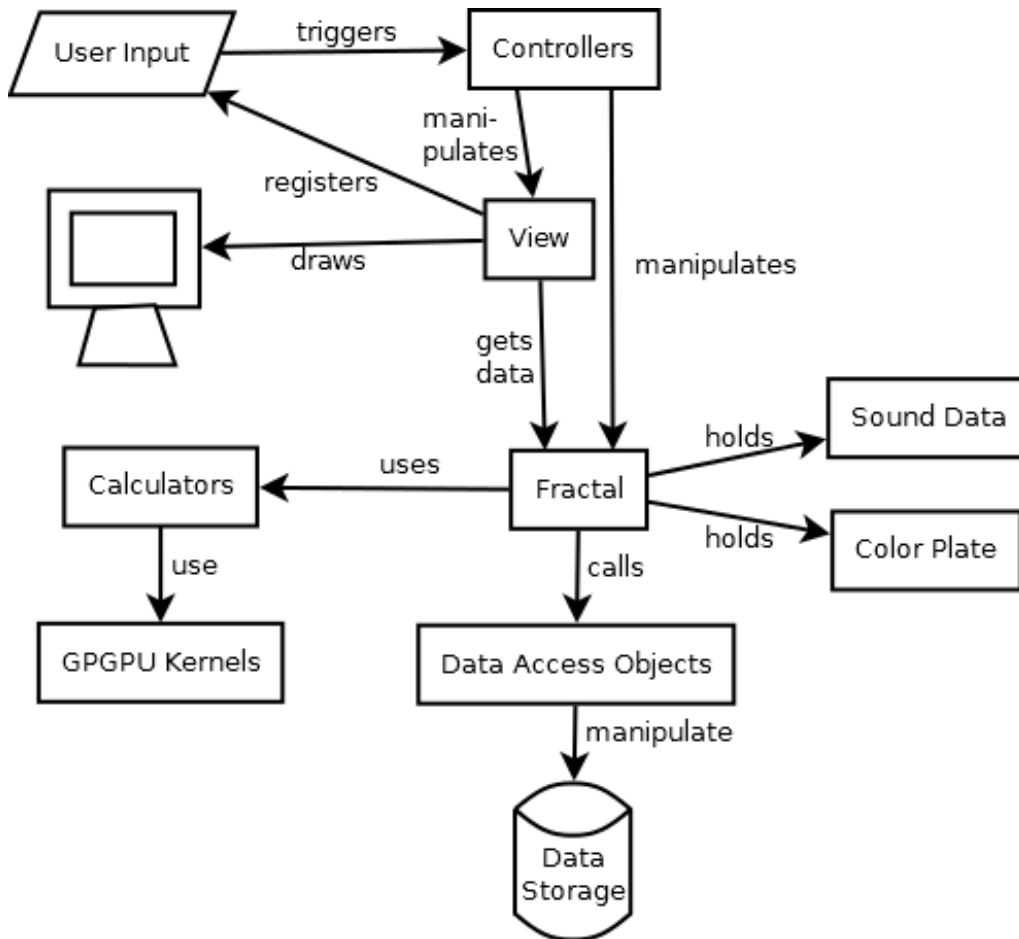 User Input
triggers
Controllers
mani-
pulates
registers
View
draws
manipulates
gets
data
Sound Data
holds
uses
Calculators
Fractal
holds
Color Plate
use
calls
GPGPU Kernels
Data Access Objects
manipulate
Data
Storage